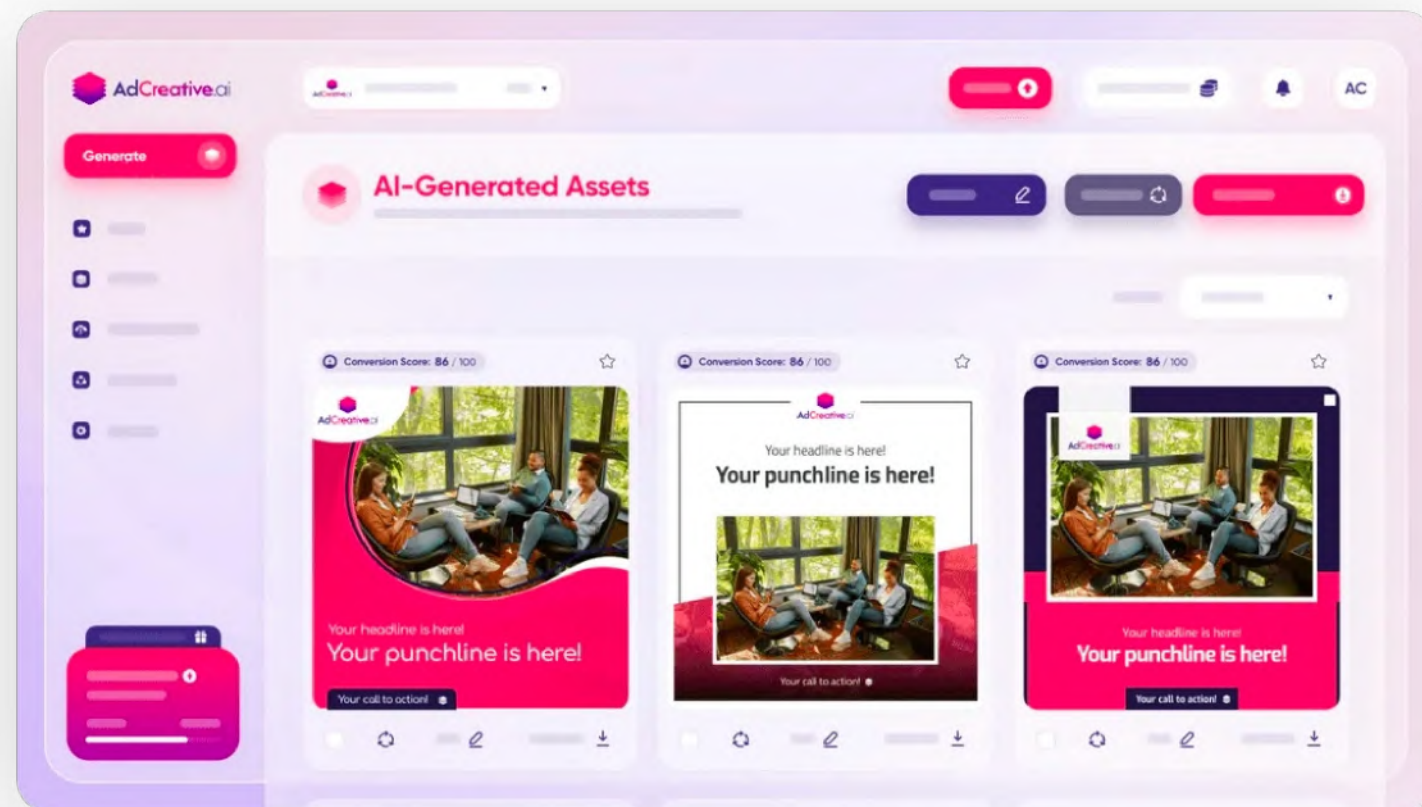 AdCreative.ai
AC
Generate
AI-Generated Assets
Conversion Score: 86 / 100
AdCreative.ai
Your headline is here!
Your punchline is here!
Your call to action!
Conversion Score: 86 / 100
AdCreative.ai
Your headline is here!
Your punchline is here!
Your call to action!
Conversion Score: 86 / 100
AdCreative.ai
Your headline is here!
Your punchline is here!
Your call to action!